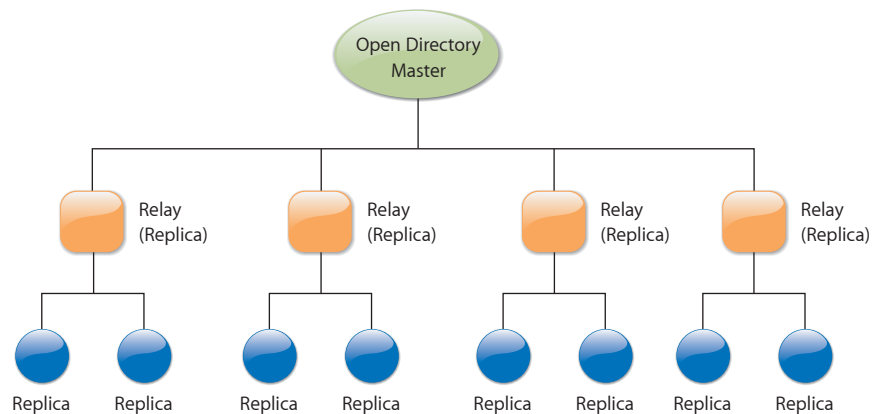 Open Directory
Master
Relay
(Replica)
Relay
(Replica)
Relay
(Replica)
Relay
(Replica)
Replica
Replica
Replica
Replica
Replica
Replica
Replica
Replica